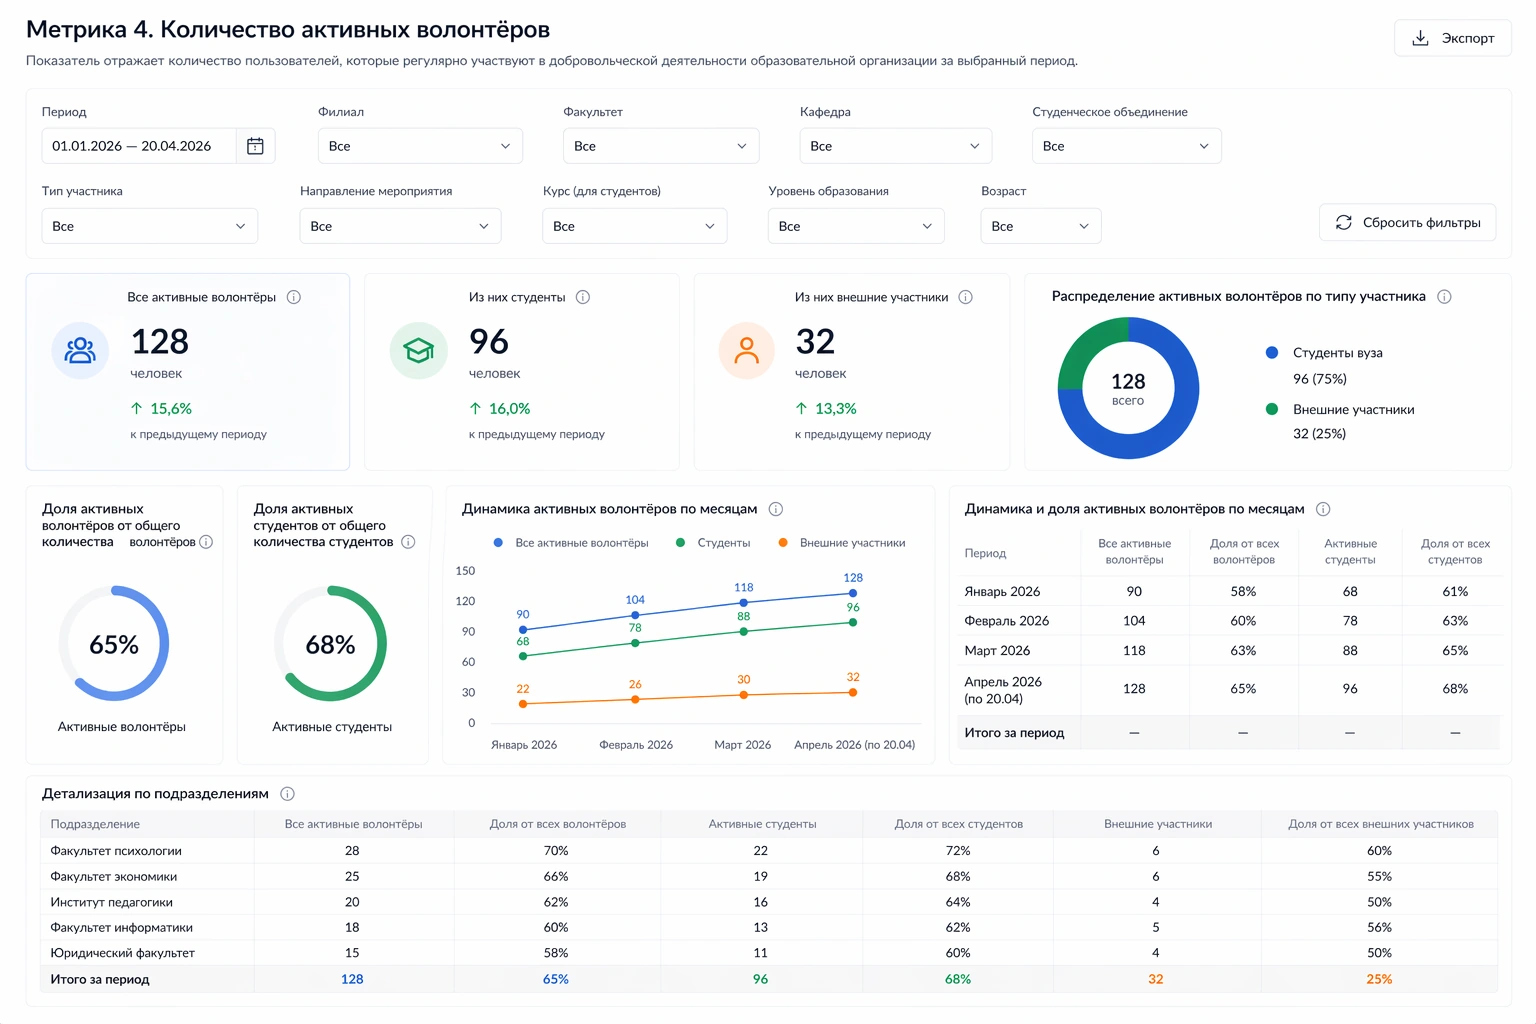 Метрика 4. Количество активных волонтёров
Экспорт
Показатель отражает количество пользователей, которые регулярно участвуют в добровольческой деятельности образовательной организации за выбранный период.
Период
Филиал
Факультет
Кафедра
Студенческое объединение
01.01.2026 — 20.04.2026
Все
Все
Все
Все
Тип участника
Направление мероприятия
Курс (для студентов)
Уровень образования
Возраст
Все
Все
Все
Все
Все
Сбросить фильтры
Все активные волонтёры
128
человек
↑ 15,6%
к предыдущему периоду
Из них студенты
96
человек
↑ 16,0%
к предыдущему периоду
Из них внешние участники
32
человек
↑ 13,3%
к предыдущему периоду
Распределение активных волонтёров по типу участника
128
всего
Студенты вуза
96 (75%)
Внешние участники
32 (25%)
Доля активных
волонтёров от общего
количества волонтёров
65%
Активные волонтёры
Доля активных
студентов от общего
количества студентов
68%
Активные студенты
Динамика активных волонтёров по месяцам
Все активные волонтёры
Студенты
Внешние участники
150
120
90
60
30
0
90
104
118
128
68
78
88
96
22
26
30
32
Январь 2026
Февраль 2026
Март 2026
Апрель 2026 (по 20.04)
Динамика и доля активных волонтёров по месяцам
Период
Все активные
волонтёры
Доля от всех
волонтёров
Активные
студенты
Доля от всех
студентов
Январь 2026 90 58% 68 61%
Февраль 2026 104 60% 78 63%
Март 2026 118 63% 88 65%
Апрель 2026
(по 20.04)
128 65% 96 68%
Итого за период — — — —
Детализация по подразделениям
Подразделение Все активные волонтёры Доля от всех волонтёров Активные студенты Доля от всех студентов Внешние участники Доля от всех внешних участников
Факультет психологии 28 70% 22 72% 6 60%
Факультет экономики 25 66% 19 68% 6 55%
Институт педагогики 20 62% 16 64% 4 50%
Факультет информатики 18 60% 13 62% 5 56%
Юридический факультет 15 58% 11 60% 4 50%
Итого за период 128 65% 96 68% 32 25%